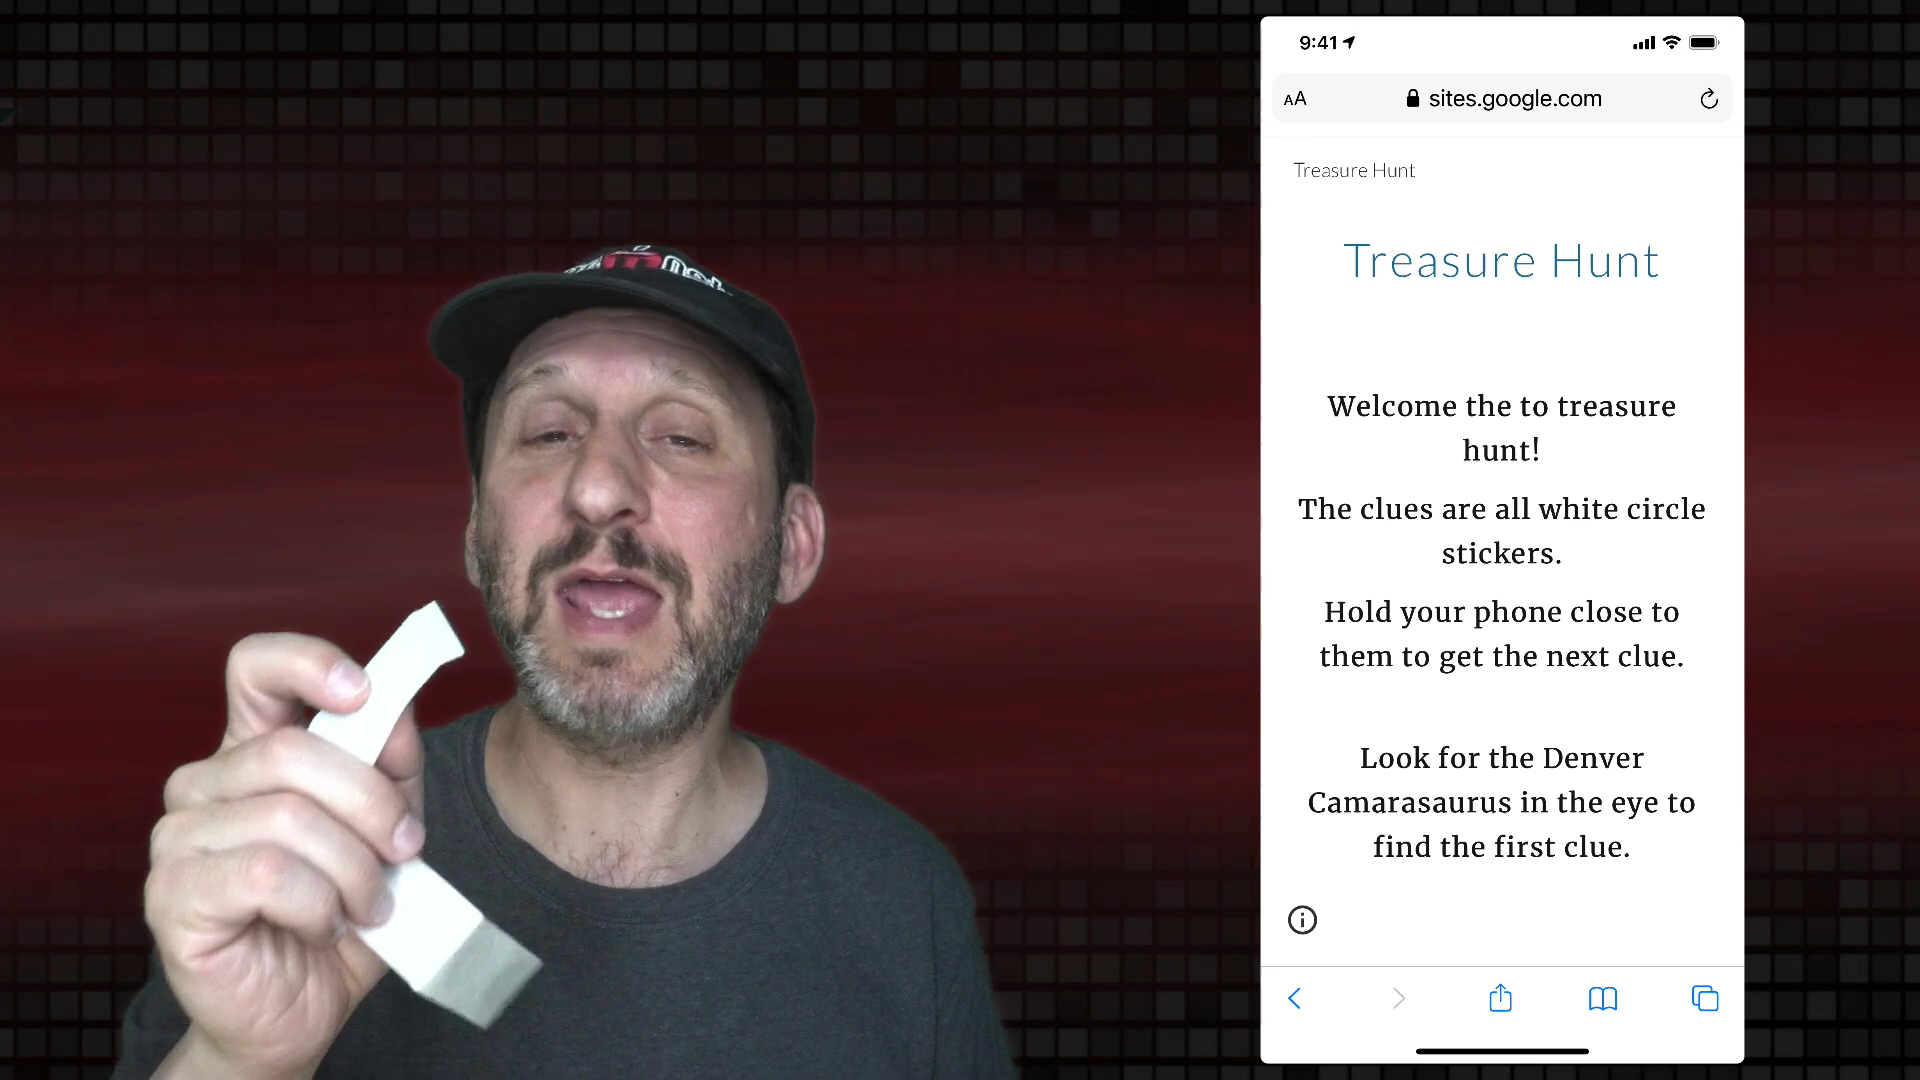 9:41
AA sites.google.com
Treasure Hunt
Treasure Hunt
Welcome the to treasure
hunt!
The clues are all white circle
stickers.
Hold your phone close to
them to get the next clue.
Look for the Denver
Camarasaurus in the eye to
find the first clue.